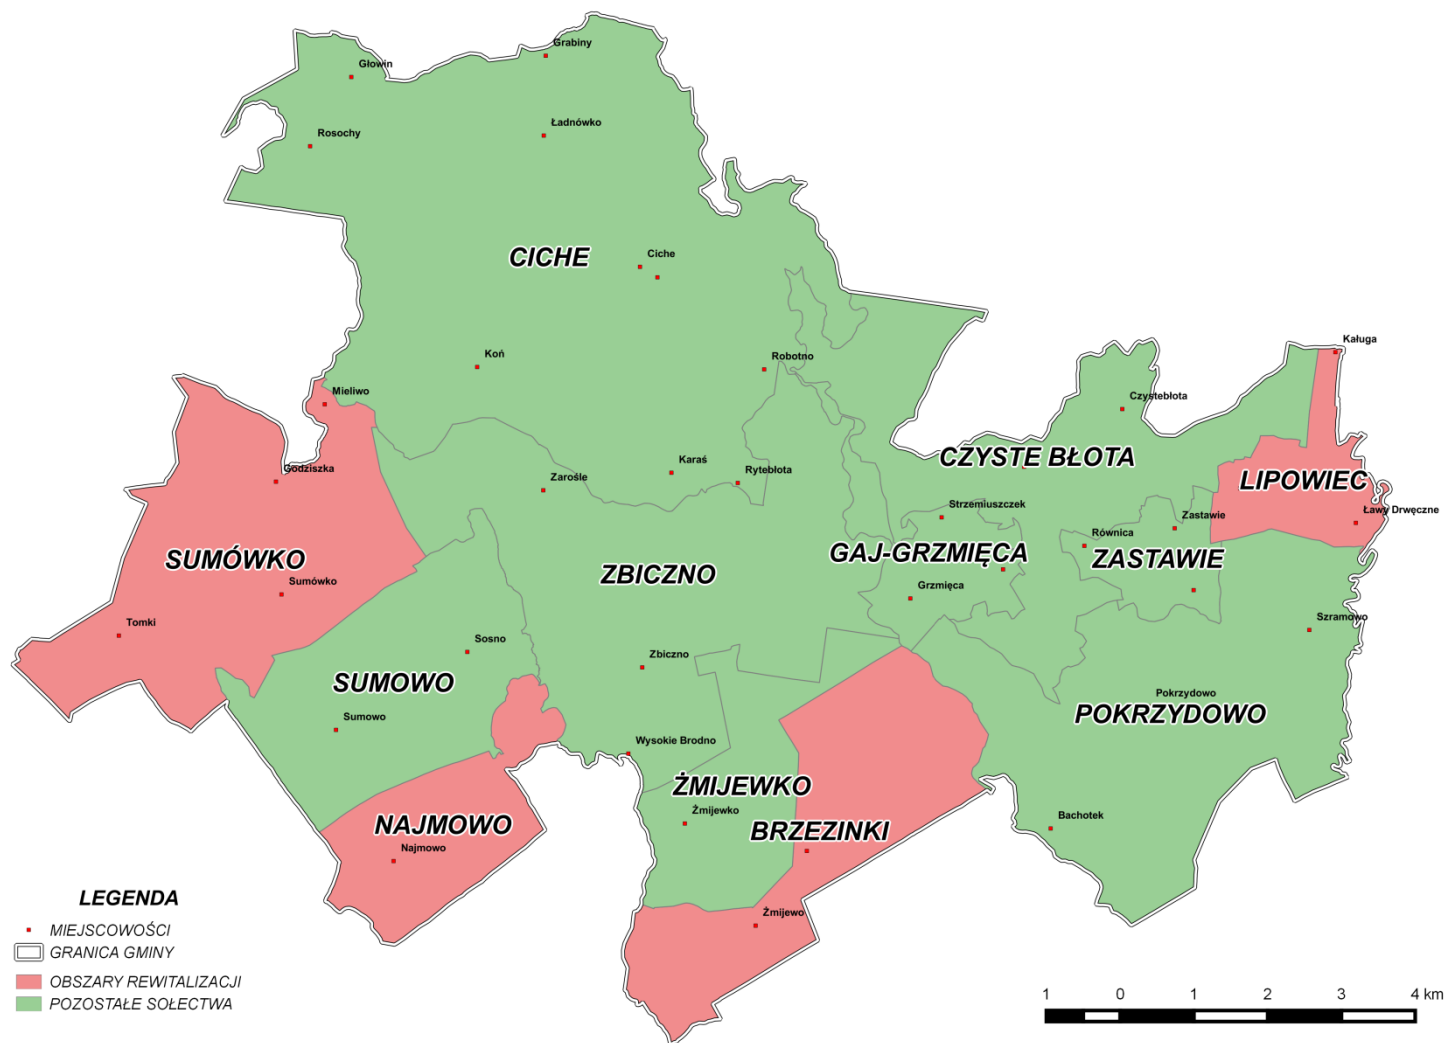 Grabiny
Głowin
Ładnówko
Rosochy
CICHE
Ciche
Kaługa
Koń
Robotno
Mieliwo
Czystebłota
CZYSTE BŁOTA
Godziszka
Karaś
Rytebłota
Zarośle
LIPOWIEC
Strzemiuszczek
Zastawie
Ławy Drwęczne
Równica
SUMÓWKO
GAJ-GRZMIĘCA
ZASTAWIE
ZBICZNO
Sumówko
Grzmięca
Tomki
Szramowo
Sosno
Zbiczno
SUMOWO
Pokrzydowo
POKRZYDOWO
Sumowo
Wysokie Brodno
ŻMIJEWKO
Żmijewko
Bachotek
NAJMOWO
BRZEZINKI
Najmowo
Żmijewo
LEGENDA
MIEJSCOWOŚCI
GRANICA GMINY
OBSZARY REWITALIZACJI
POZOSTAŁE SOŁECTWA
1 0 1 2 3 4 km